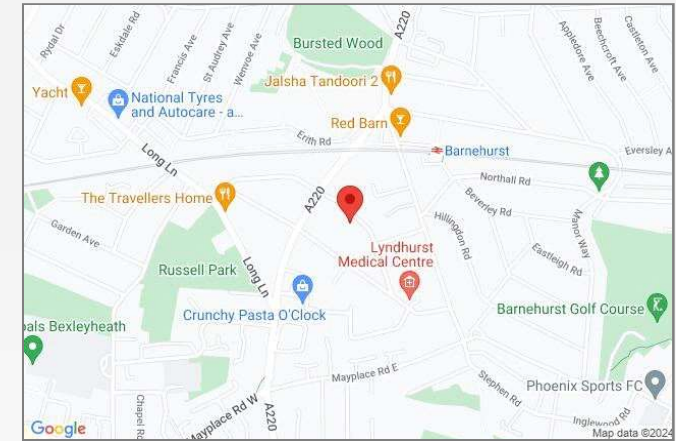 Rydal Dr
Eskdale Rd
Francis Ave
St Audrey Ave
Wenvoe Ave
Bursted Wood
A220
Appledore Ave
Beechcroft Ave
Castleton Ave
Yacht
National Tyres
and Autocare - a...
Jalsha Tandoori 2
Red Barn
Erith Rd
Barnehurst
Eversley A
Long Ln
Northall Rd
The Travellers Home
A220
Beverley Rd
Hillingdon Rd
Manor Way
Garden Ave
Eastleigh Rd
Russell Park
Long Ln
Lyndhurst
Medical Centre
Crunchy Pasta O'Clock
Barnehurst Golf Course
pals Bexleyheath
Mayplace Rd E
Stephen Rd
Phoenix Sports FC
Chapel Rd
Mayplace Rd W
A220
Inglewood Rd
Google
Map data ©2024